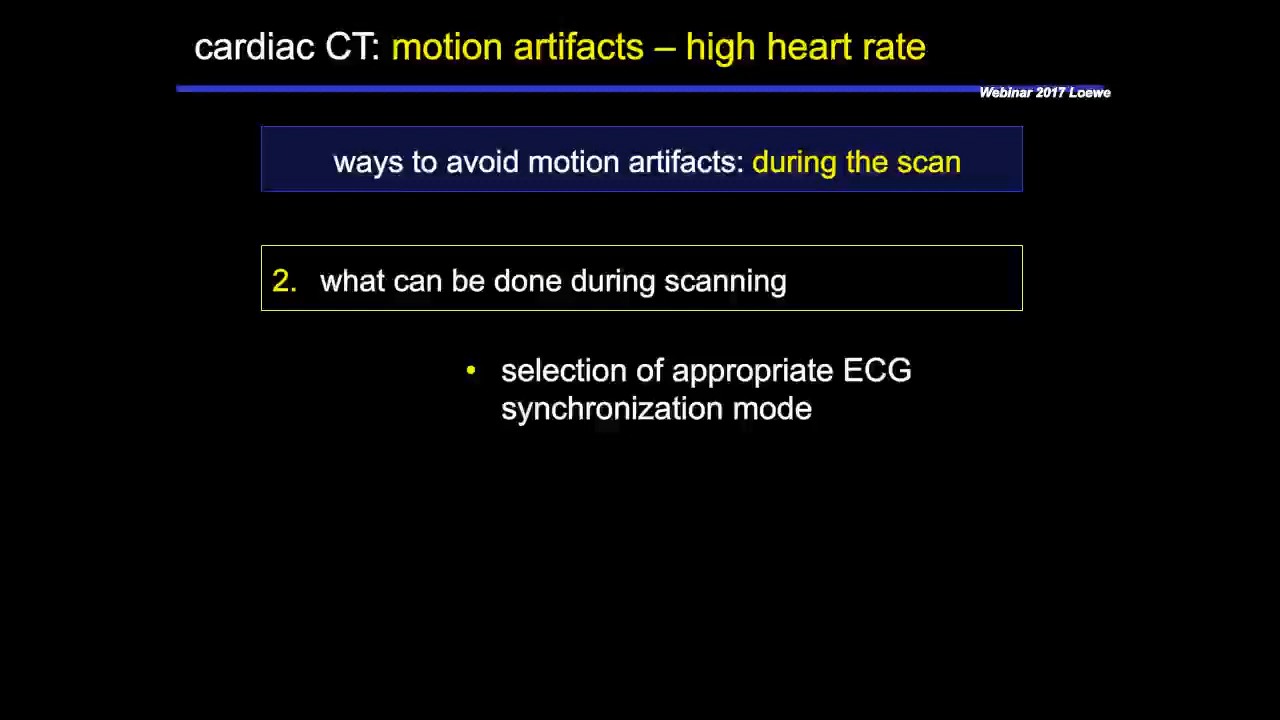 cardiac CT: motion artifacts – high heart rate
Webinar 2017 Loewe
ways to avoid motion artifacts: during the scan
2. what can be done during scanning
• selection of appropriate ECG
synchronization mode